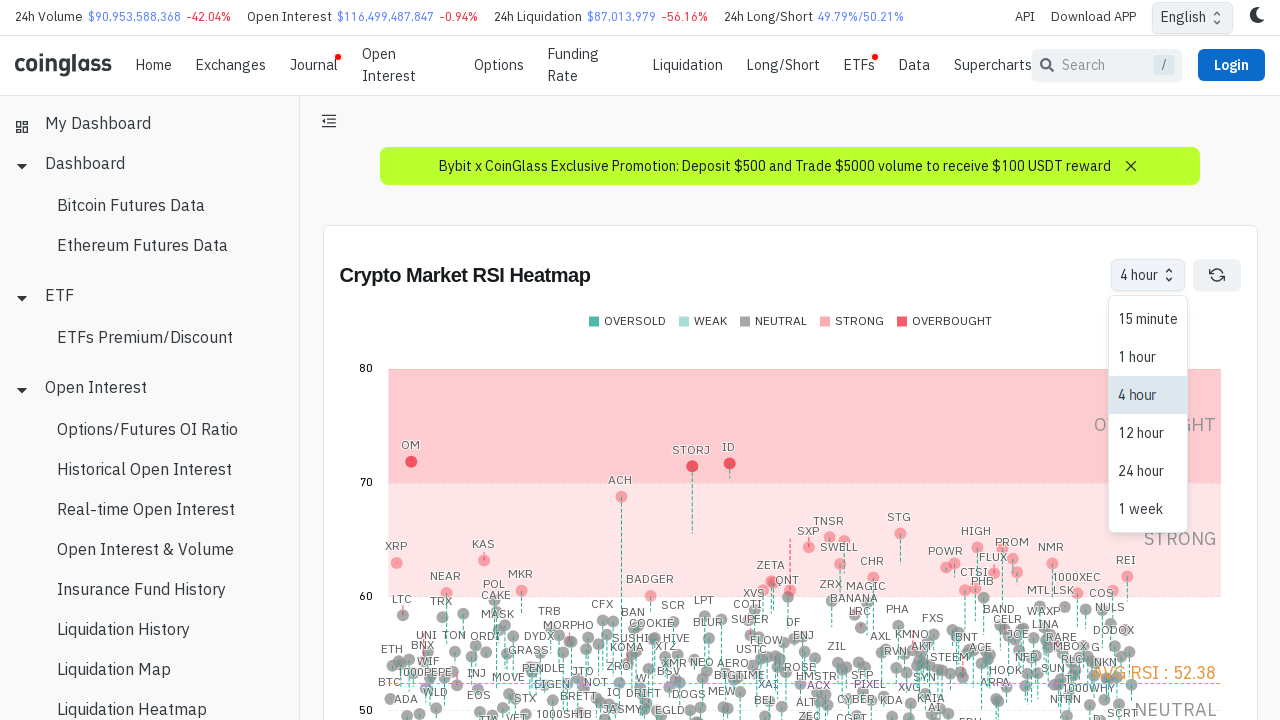 24h Volume $90,953,588,368 -42.04% Open Interest $116,499,487,847 -0.94% 24h Liquidation $87,013,979 -56.16% 24h Long/Short 49.79%/50.21% API Download APP English
coinglass Home Exchanges Journal Open Interest Options Funding Rate Liquidation Long/Short ETFs Data Supercharts Search / Login
My Dashboard
Dashboard
Bitcoin Futures Data
Ethereum Futures Data
ETF
ETFs Premium/Discount
Open Interest
Options/Futures OI Ratio
Historical Open Interest
Real-time Open Interest
Open Interest & Volume
Insurance Fund History
Liquidation History
Liquidation Map
Liquidation Heatmap
Bybit x CoinGlass Exclusive Promotion: Deposit $500 and Trade $5000 volume to receive $100 USDT reward
Crypto Market RSI Heatmap
4 hour
15 minute
1 hour
4 hour
12 hour
24 hour
1 week
OVERSOLD WEAK NEUTRAL STRONG OVERBOUGHT
80
OM
STORJ ID
70
ACH
STG
TNSR
SXP
HIGH
STRONG
SWELL
PROM
NMR
XRP
KAS
POWR
FLUX
REI
CHR
ZETA
MKR
NEAR
BADGER
CTSI
1000XEC
PHB
QNT
POL
ZRX
MAGIC
60
CAKE
XVS
MTL
LSK
COS
LTC
TRX
CFX
SCR
LPT
COTI
BANANA
MASK
TRB
BAN
LRC
PHA
BAND
WAXP
NULS
MORPHO
COOKIE
BLUR
SUPER
DF
FXS
CELR
LINA
UNI
TON
ORDI
DYDX
SUSHI
HIVE
FLOW
ENJ
AXL
KMNO
BNT
JOE
RARE
DODOX
ETH
BNX
GRASS
KOMA
XTZ
USTC
ZIL
RVN
AKT
ACE
MBOX
WIF
PENDLE
ZRO
XMR
NEO
AERO
ROSE
STEEM
NFP
RLC
NKN
1000PEPE
INJ
MOVE
JTO
BSV
BIGTIME
HMSTR
SFP
SYN
HOOK
SUN
AVG RSI : 52.38
BTC
WLD
EOS
EIGEN
NOT
IQ
W
DRIFT
DOGS
MEW
XAI
ACX
PIXEL
XVG
ARPA
1000WHY
ADA
STX
BRETT
BEL
ALT
CYBER
KDA
KAIA
NTRN
50
VET
1000SHIB
JASMY
EGLD
ZEC
CGPT
AI
SCRT
NEUTRAL